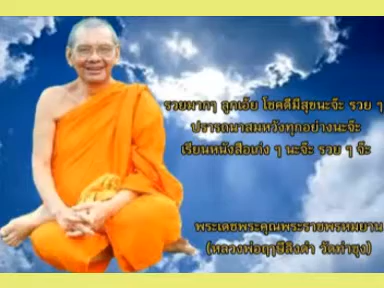 รวยมากๆ ลูกเอ้ย โชคดีมีสุขนะจ๊ะ รวย ๆ
ปรารถนาสมหวังทุกอย่างนะจ๊ะ
เรียนหนังสือเก่ง ๆ นะจ๊ะ รวย ๆ จ๊ะ
พระเดชพระคุณพระราชพรหมยาน
(หลวงพ่อฤาษีลิงดำ วัดท่าซุง)